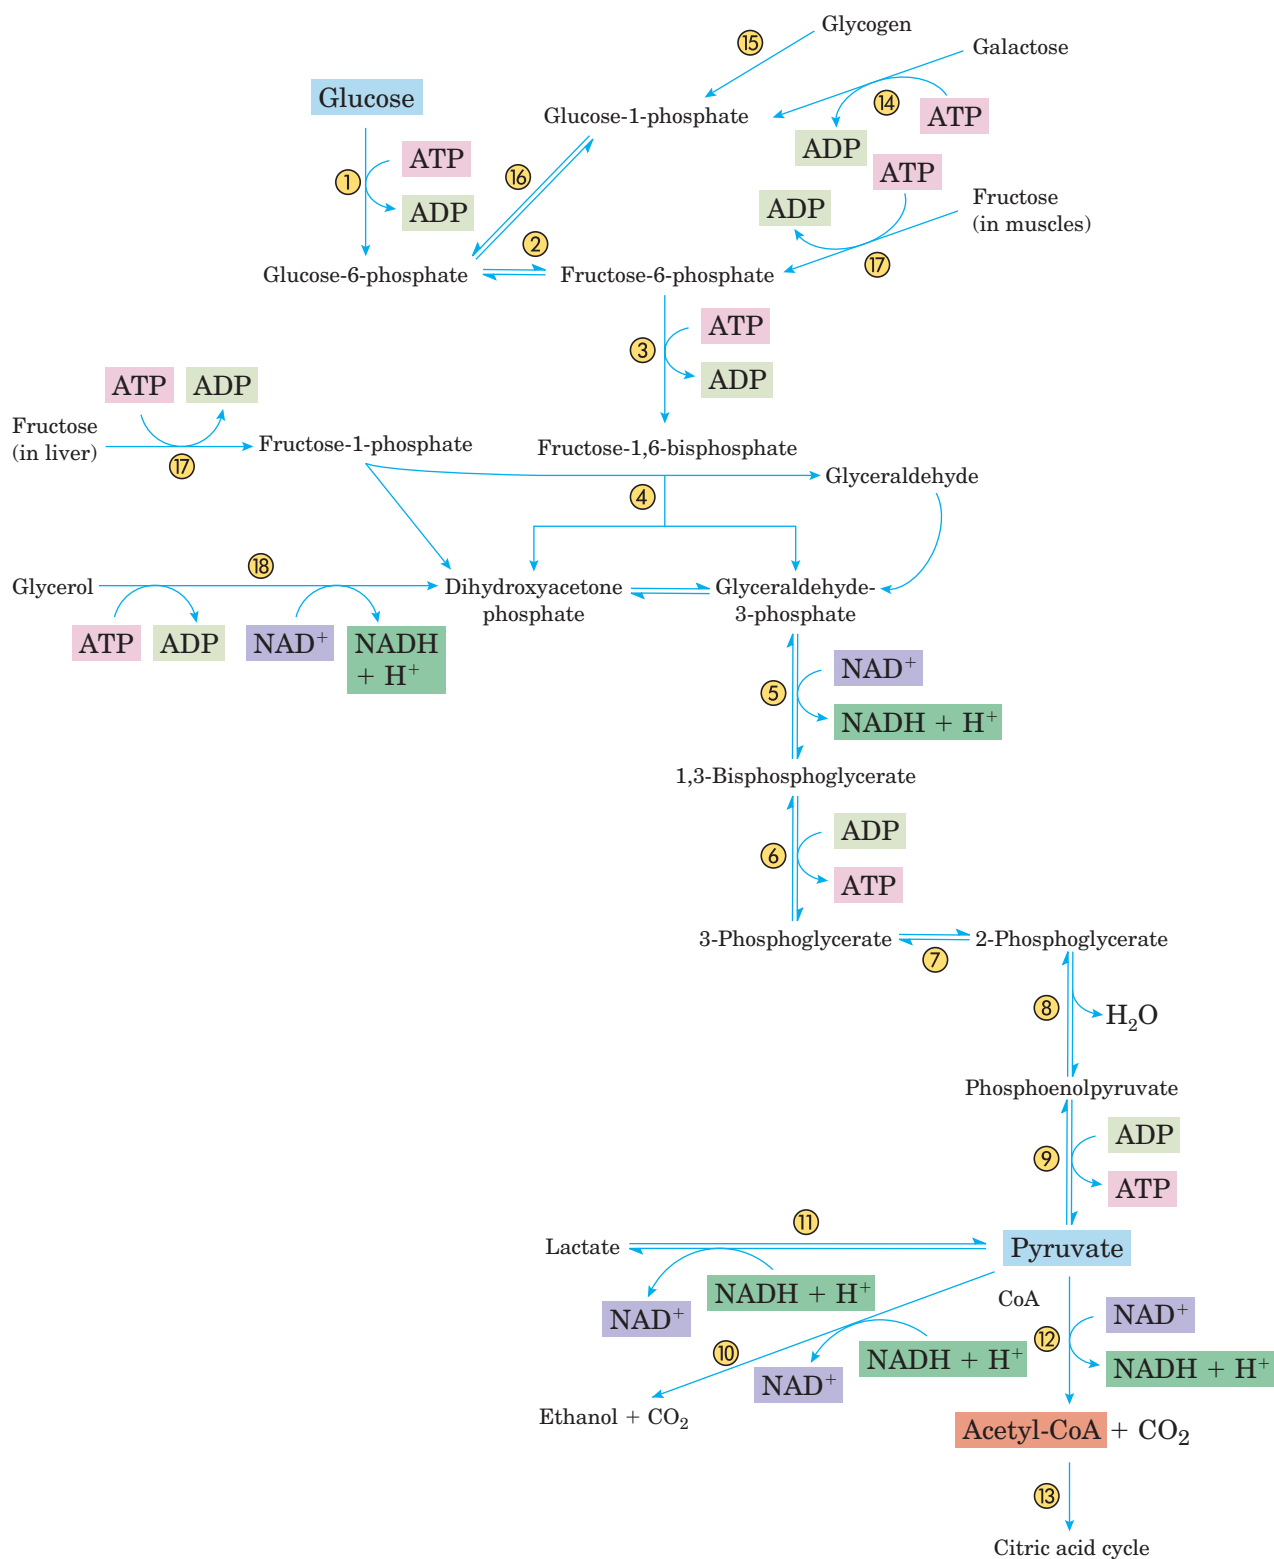 Glycogen
⑮
Galactose
Glucose
Glucose-1-phosphate
⑭
ATP
ADP
ATP
①
ADP
⑯
ATP
ADP
Fructose
(in muscles)
②
⑰
Glucose-6-phosphate
Fructose-6-phosphate
③
ATP
ADP
ATP
ADP
Fructose
(in liver)
⑰
Fructose-1-phosphate
Fructose-1,6-bisphosphate
Glyceraldehyde
④
⑱
Glycerol
Dihydroxyacetone
phosphate
Glyceraldehyde-
3-phosphate
ATP
ADP
NAD⁺
NADH
+ H⁺
⑤
NAD⁺
NADH + H⁺
1,3-Bisphosphoglycerate
⑥
ADP
ATP
3-Phosphoglycerate
⑦
2-Phosphoglycerate
⑧
H₂O
Phosphoenolpyruvate
⑨
ADP
ATP
⑪
Lactate
Pyruvate
NAD⁺
NADH + H⁺
CoA
NAD⁺
⑩
NAD⁺
NADH + H⁺
⑫
NADH + H⁺
Ethanol + CO₂
Acetyl-CoA + CO₂
⑬
Citric acid cycle